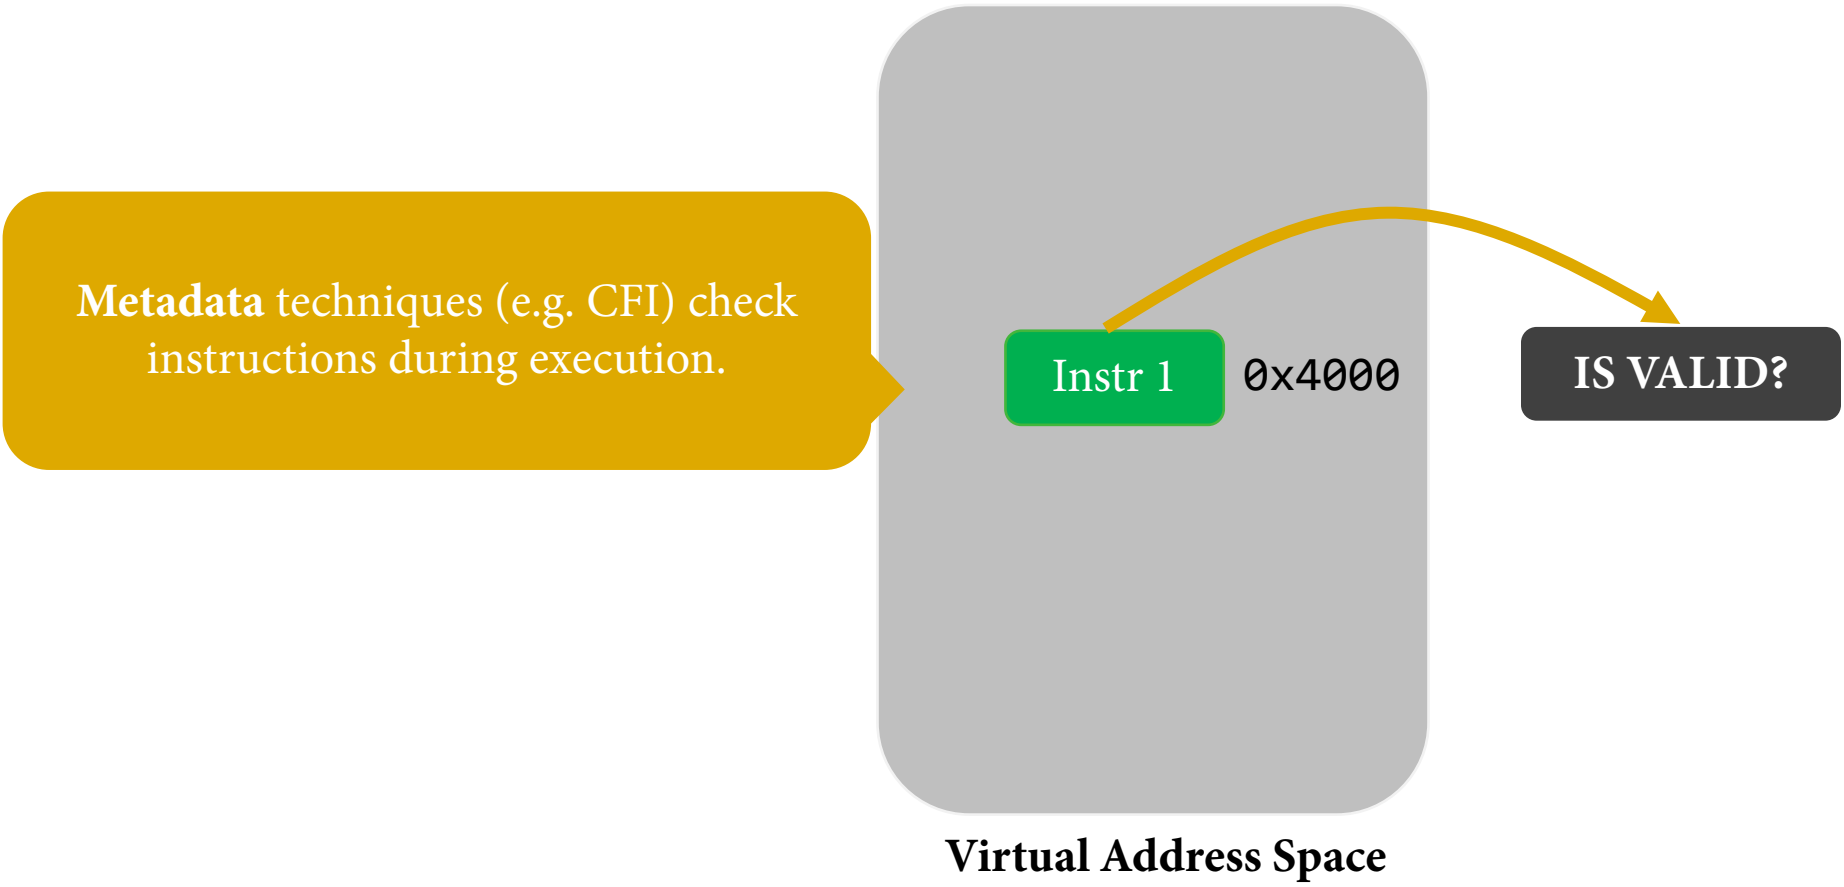 Metadata techniques (e.g. CFI) check
instructions during execution.
Instr 1
0x4000
IS VALID?
Virtual Address Space